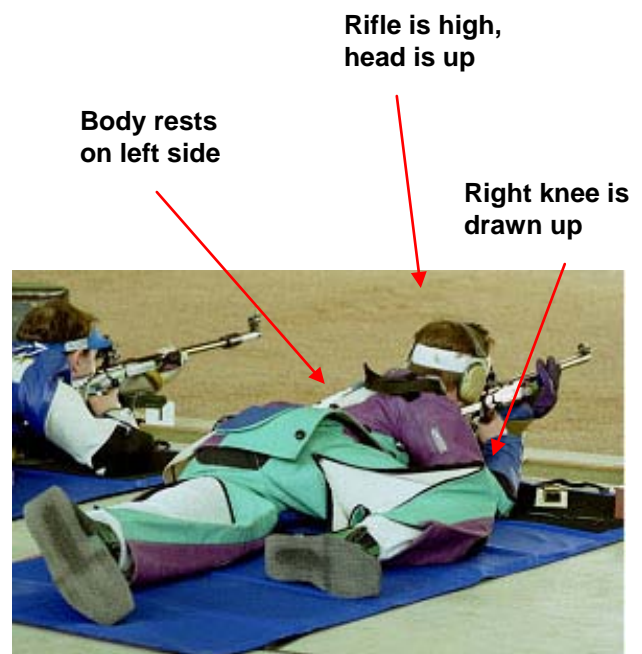 Rifle is high,
head is up
Body rests
on left side
Right knee is
drawn up